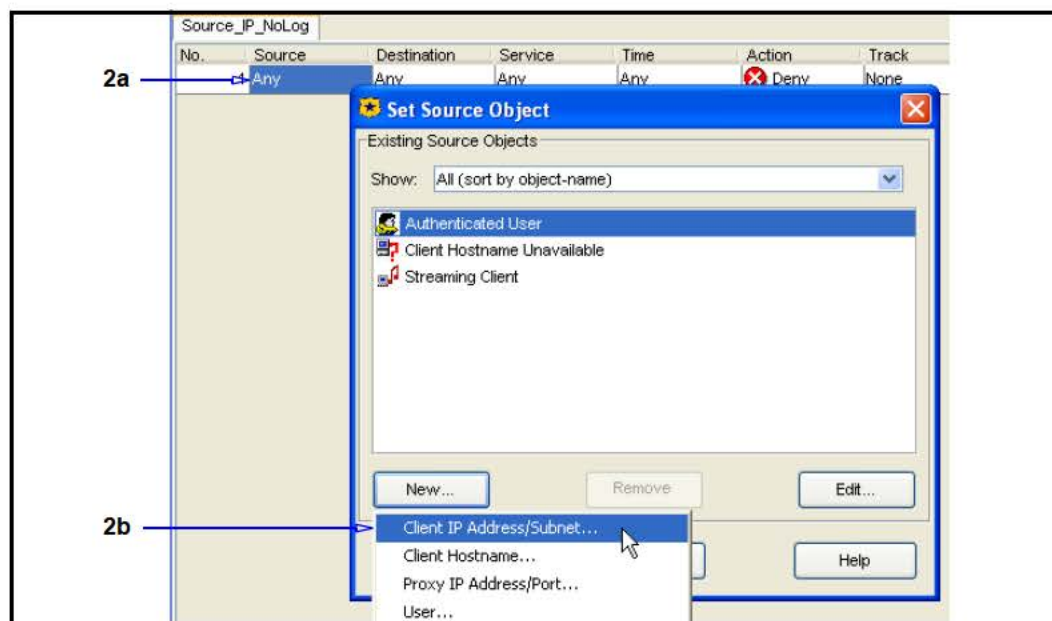 Source_IP_NoLog
No. Source Destination Service Time Action Track
2a Any Any Any Any Deny None
Set Source Object
Existing Source Objects
Show: All (sort by object-name)
Authenticated User
Client Hostname Unavailable
Streaming Client
New... Remove Edit...
2b Client IP Address/Subnet...
Client Hostname...
Help
Proxy IP Address/Port...
User...